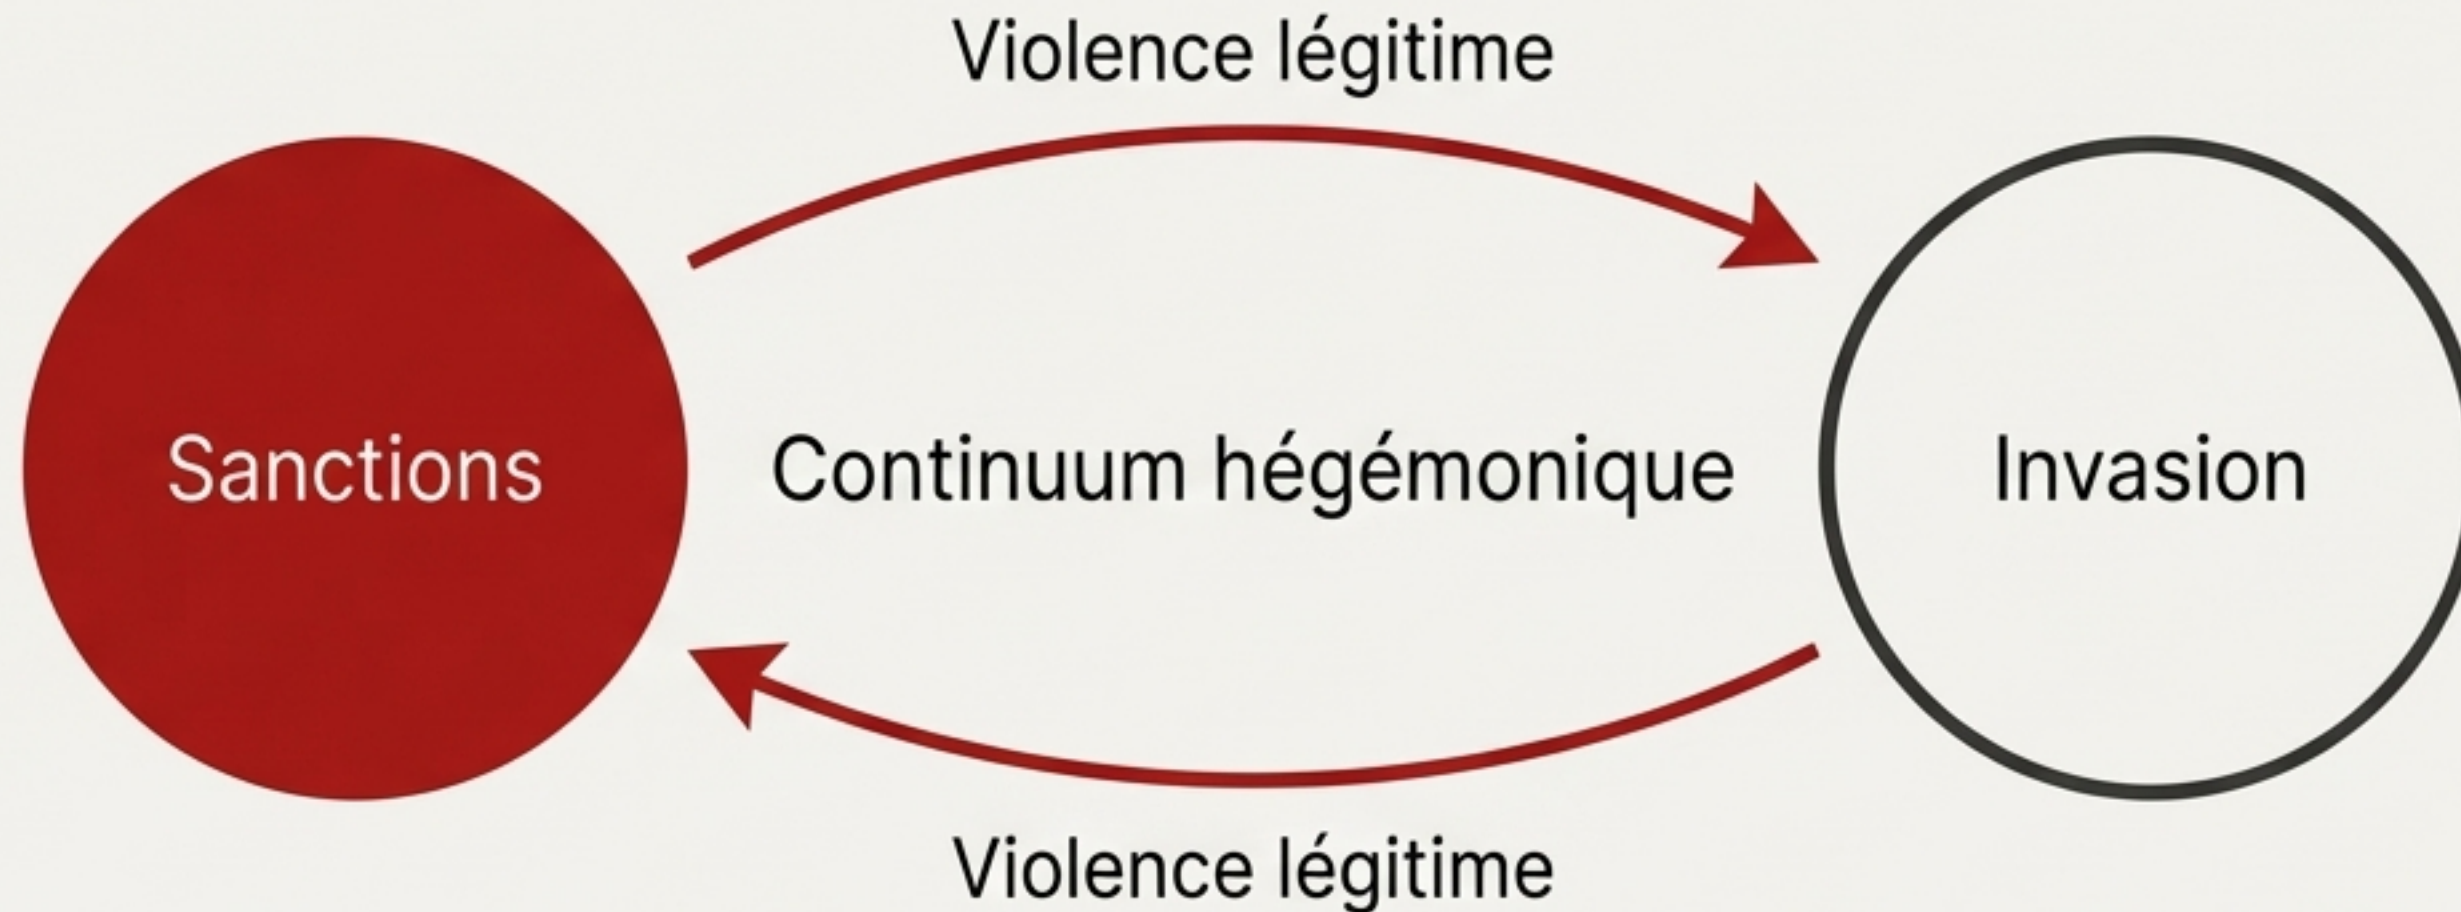 Violence légitime
Sanctions
Continuum hégémonique
Invasion
Violence légitime